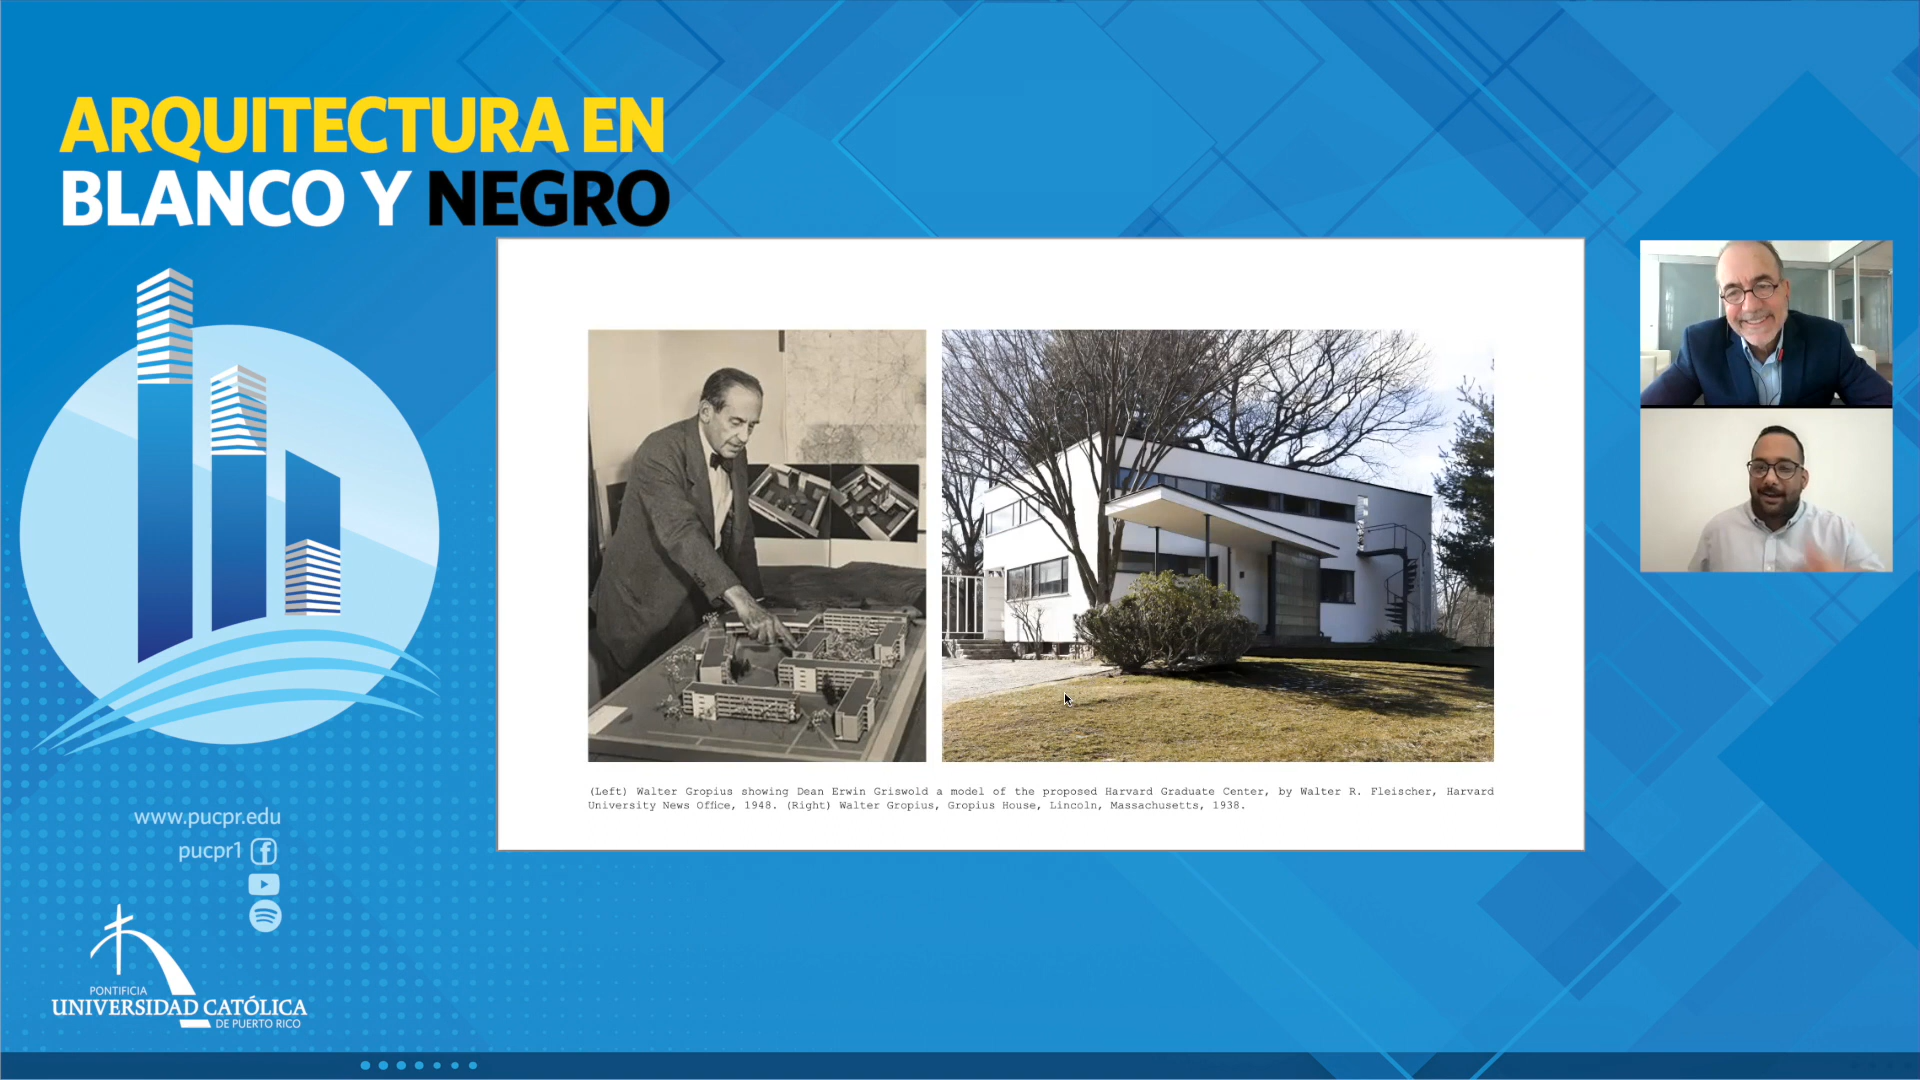 ARQUITECTURA EN
BLANCO Y NEGRO
(Left) Walter Gropius showing Dean Erwin Griswold a model of the proposed Harvard Graduate Center, by Walter R. Fleischer, Harvard
University News Office, 1948. (Right) Walter Gropius, Gropius House, Lincoln, Massachusetts, 1938.
www.pucpr.edu
pucpr1
PONTIFICIA
UNIVERSIDAD CATÓLICA
DE PUERTO RICO